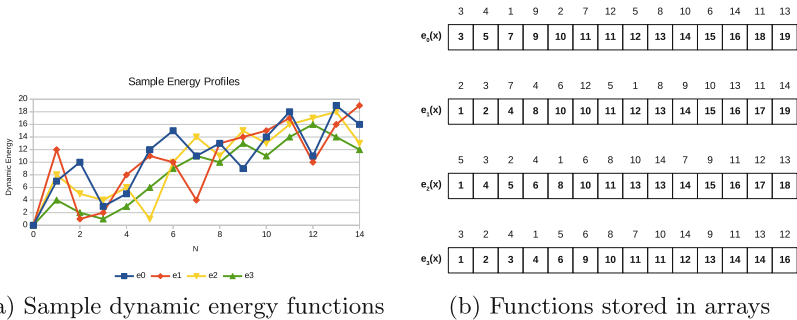 Sample Energy Profiles
Dynamic Energy
20
18
16
14
12
10
8
6
4
2
0
0 2 4 6 8 10 12 14
N
e0 e1 e2 e3
a) Sample dynamic energy functions
3 4 1 9 2 7 12 5 8 10 6 14 11 13
e₀(x) 3 5 7 9 10 11 11 12 13 14 15 16 18 19
2 3 7 4 6 12 5 1 8 9 10 13 11 14
e₁(x) 1 2 4 8 10 10 11 12 13 14 15 16 17 19
5 3 2 4 1 6 8 10 14 7 9 11 12 13
e₂(x) 1 4 5 6 8 10 11 13 13 14 15 16 17 18
3 2 4 1 5 6 8 7 10 14 9 11 13 12
e₃(x) 1 2 3 4 6 9 10 11 11 12 13 14 14 16
(b) Functions stored in arrays